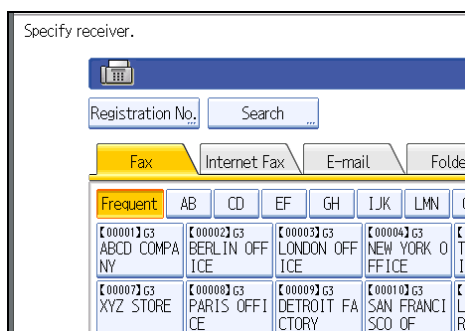 Specify receiver.
Registration No. Search
Fax Internet Fax E-mail Folde
Frequent AB CD EF GH IJK LMN
【00001】G3 【00002】G3 【00003】G3 【00004】G3
ABCD COMPA BERLIN OFF LONDON OFF NEW YORK O
NY ICE ICE FFICE
【00007】G3 【00008】G3 【00009】G3 【00010】G3
XYZ STORE PARIS OFFI DETROIT FA SAN FRANCI
CE CTORY SCO OF